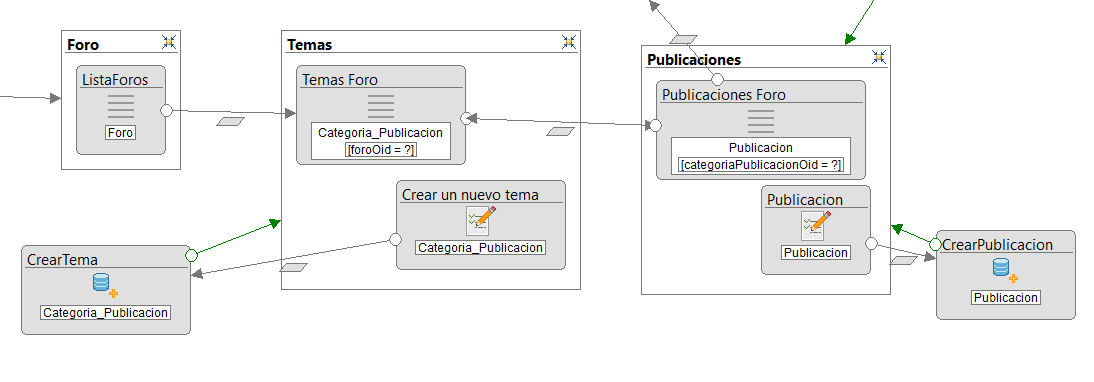 Foro
ListaForos
Foro
Temas
Temas Foro
Categoria_Publicacion
[foroOid = ?]
Crear un nuevo tema
Categoria_Publicacion
CrearTema
Categoria_Publicacion
Publicaciones
Publicaciones Foro
Publicacion
[categoriaPublicacionOid = ?]
Publicacion
Publicacion
CrearPublicacion
Publicacion